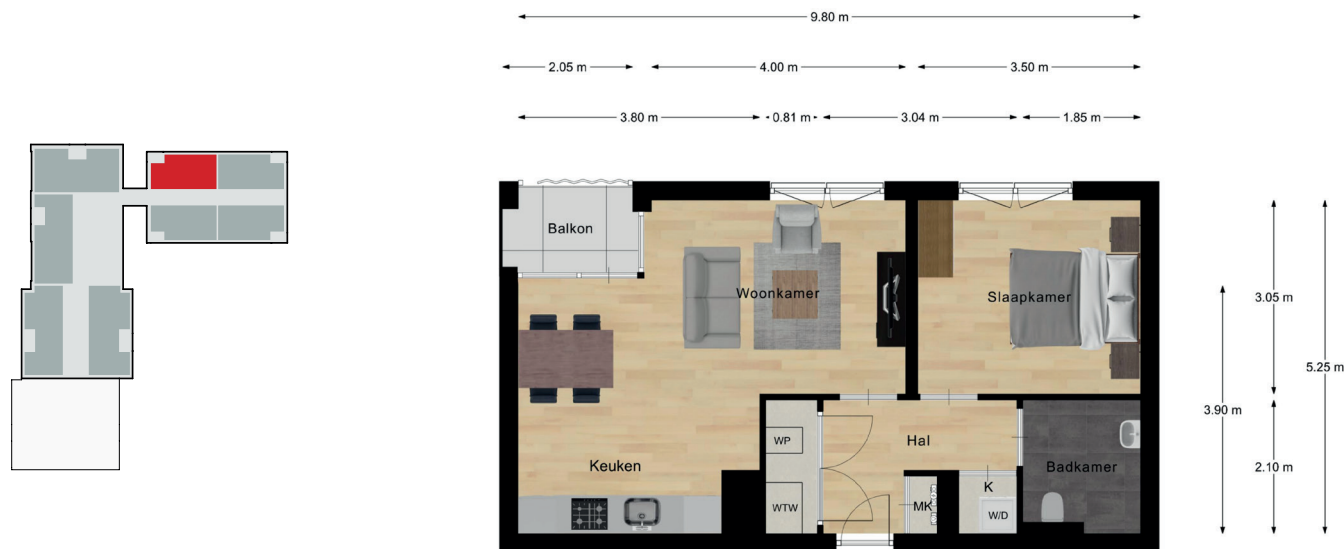 9.80 m
2.05 m
4.00 m
3.50 m
3.80 m
0.81 m
3.04 m
1.85 m
Balkon
Woonkamer
Slaapkamer
3.05 m
5.25 m
3.90 m
WP
Hal
Keuken
Badkamer
2.10 m
K
WTW
MK
W/D